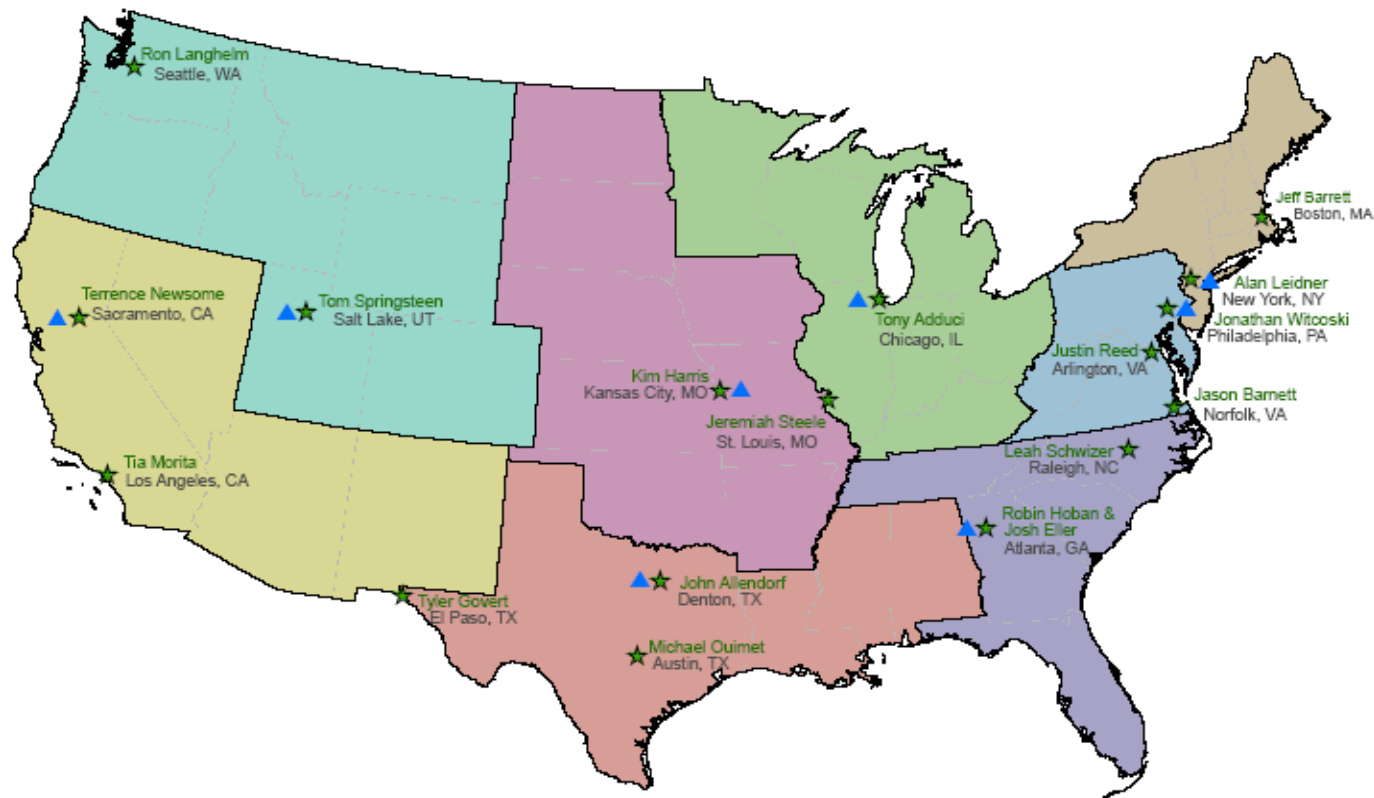 Ron Langhelm
Seattle, WA
Jeff Barrett
Boston, MA
Terrence Newsome
Sacramento, CA
Tom Springsteen
Salt Lake, UT
Tony Adduci
Chicago, IL
Alan Leidner
New York, NY
Jonathan Witcoski
Philadelphia, PA
Justin Reed
Arlington, VA
Kim Harris
Kansas City, MO
Jason Barnett
Norfolk, VA
Jeremiah Steele
St. Louis, MO
Leah Schwizer
Raleigh, NC
Tia Morita
Los Angeles, CA
Robin Hoban &
Josh Eller
Atlanta, GA
John Allendorf
Denton, TX
Tyler Govert
El Paso, TX
Michael Ouimet
Austin, TX